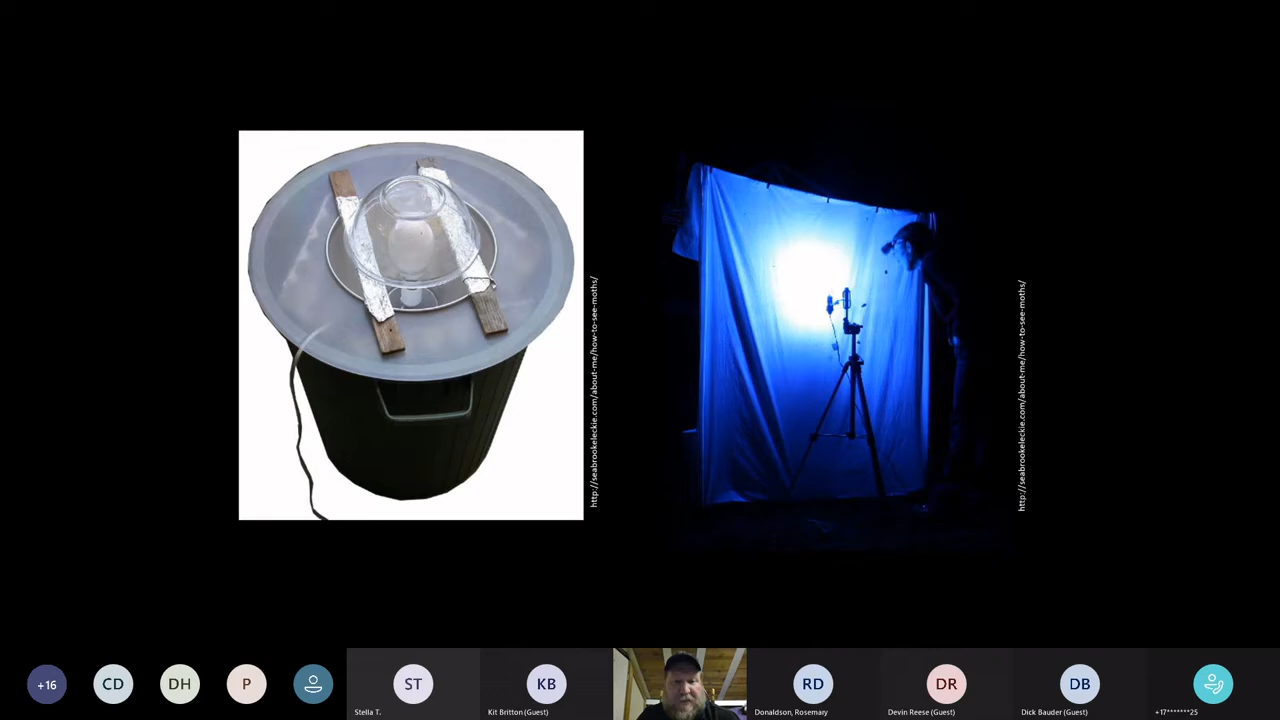 http://seabrookeleckie.com/about-me/how-to-see-moths/
http://seabrookeleckie.com/about-me/how-to-see-moths/
+16
CD
DH
P
ST
Stella T.
KB
Kit Britton (Guest)
RD
Donaldson, Rosemary
DR
Devin Reese (Guest)
DB
Dick Bauder (Guest)
+17*******25